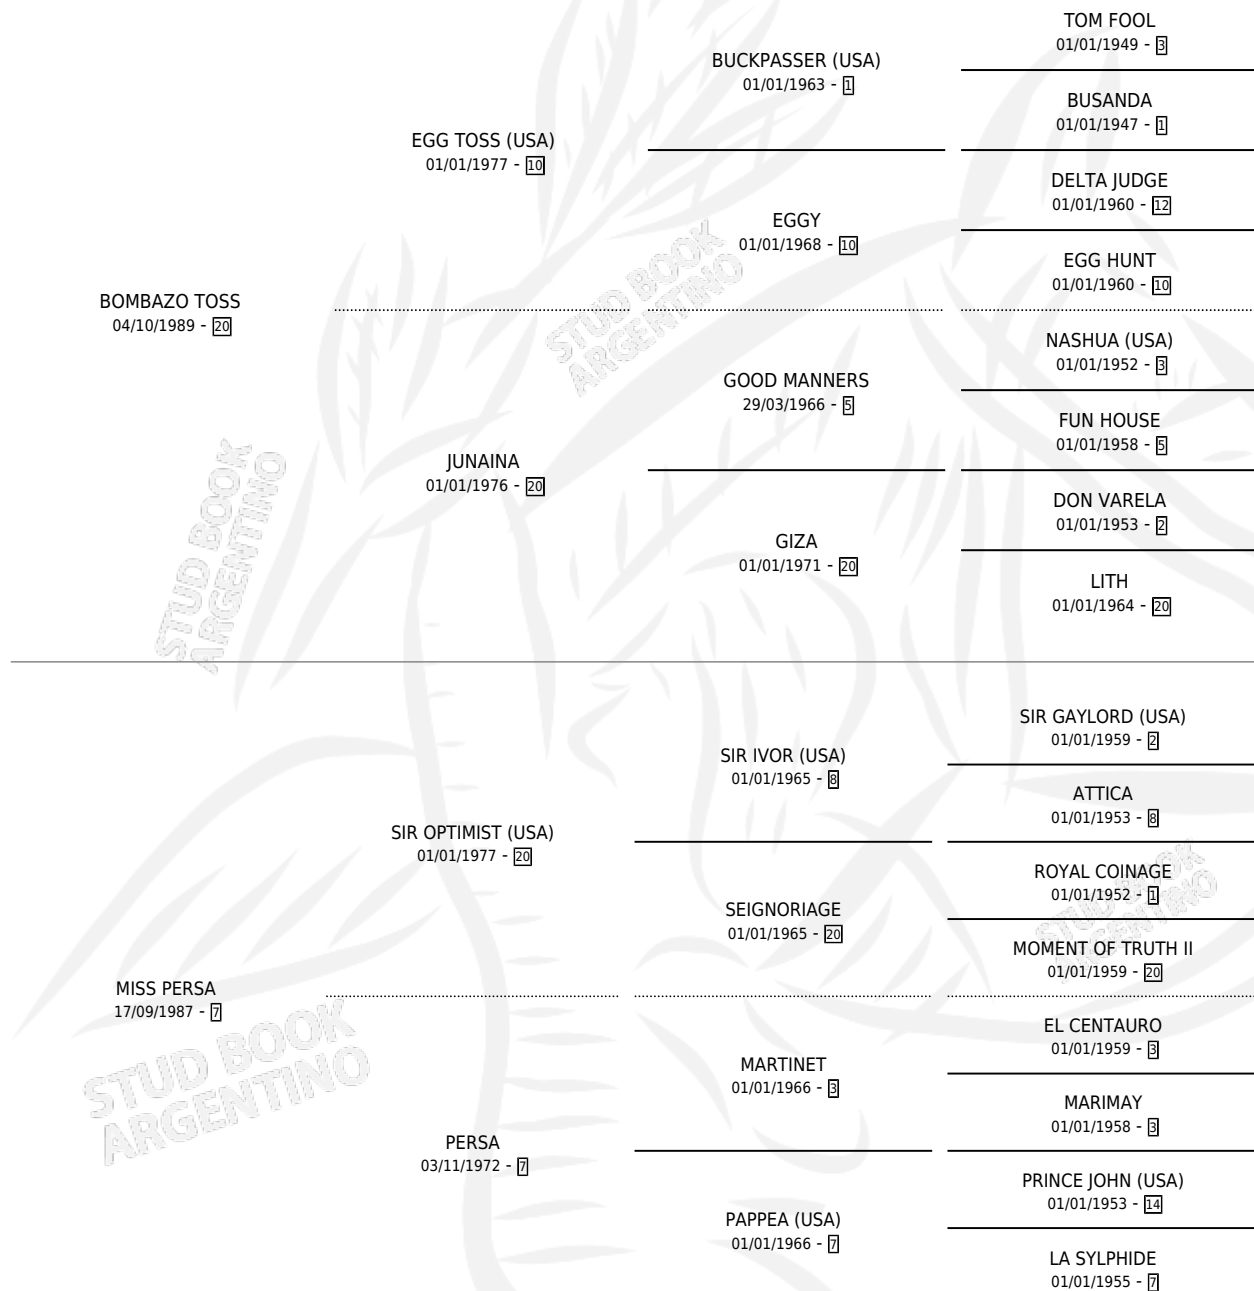 TOM FOOL
01/01/1949 - 3
BUCKPASSER (USA)
01/01/1963 - 1
BUSANDA
01/01/1947 - 1
EGG TOSS (USA)
01/01/1977 - 10
DELTA JUDGE
01/01/1960 - 12
EGGY
01/01/1968 - 10
EGG HUNT
01/01/1960 - 10
STUD BOOK
ARGENTINO
BOMBAZO TOSS
04/10/1989 - 20
NASHUA (USA)
01/01/1952 - 3
GOOD MANNERS
29/03/1966 - 5
FUN HOUSE
01/01/1958 - 5
JUNAINA
01/01/1976 - 20
DON VARELA
01/01/1953 - 2
GIZA
01/01/1971 - 20
LITH
01/01/1964 - 20
STUD BOOK
ARGENTINO
SIR GAYLORD (USA)
01/01/1959 - 2
SIR IVOR (USA)
01/01/1965 - 8
ATTICA
01/01/1953 - 8
SIR OPTIMIST (USA)
01/01/1977 - 20
ROYAL COINAGE
01/01/1952 - 1
SEIGNORIAGE
01/01/1965 - 20
MOMENT OF TRUTH II
01/01/1959 - 20
STUD BOOK
ARGENTINO
MISS PERSA
17/09/1987 - 7
EL CENTAURO
01/01/1959 - 3
MARTINET
01/01/1966 - 3
MARIMAY
01/01/1958 - 3
STUD BOOK
ARGENTINO
PERSA
03/11/1972 - 7
PRINCE JOHN (USA)
01/01/1953 - 14
PAPPEA (USA)
01/01/1966 - 7
LA SYLPHIDE
01/01/1955 - 7